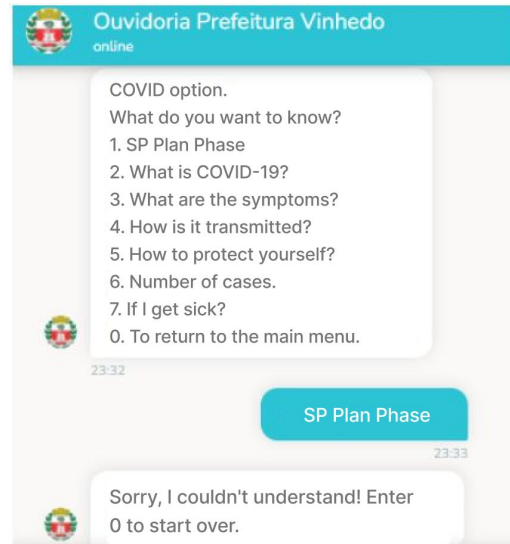 Ouvidoria Prefeitura Vinhedo
online
COVID option.
What do you want to know?
1. SP Plan Phase
2. What is COVID-19?
3. What are the symptoms?
4. How is it transmitted?
5. How to protect yourself?
6. Number of cases.
7. If I get sick?
0. To return to the main menu.
23:32
SP Plan Phase
23:33
Sorry, I couldn't understand! Enter
0 to start over.